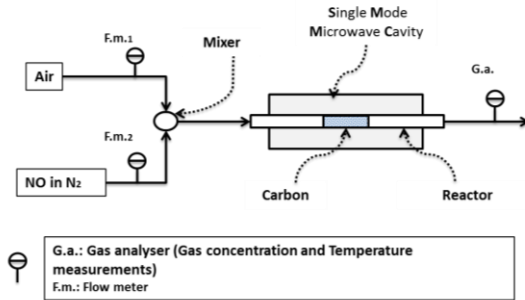 Single Mode
Microwave Cavity
F.m.1
Mixer
G.a.
Air
F.m.2
NO in N2
Carbon
Reactor
G.a.: Gas analyser (Gas concentration and Temperature
measurements)
F.m.: Flow meter